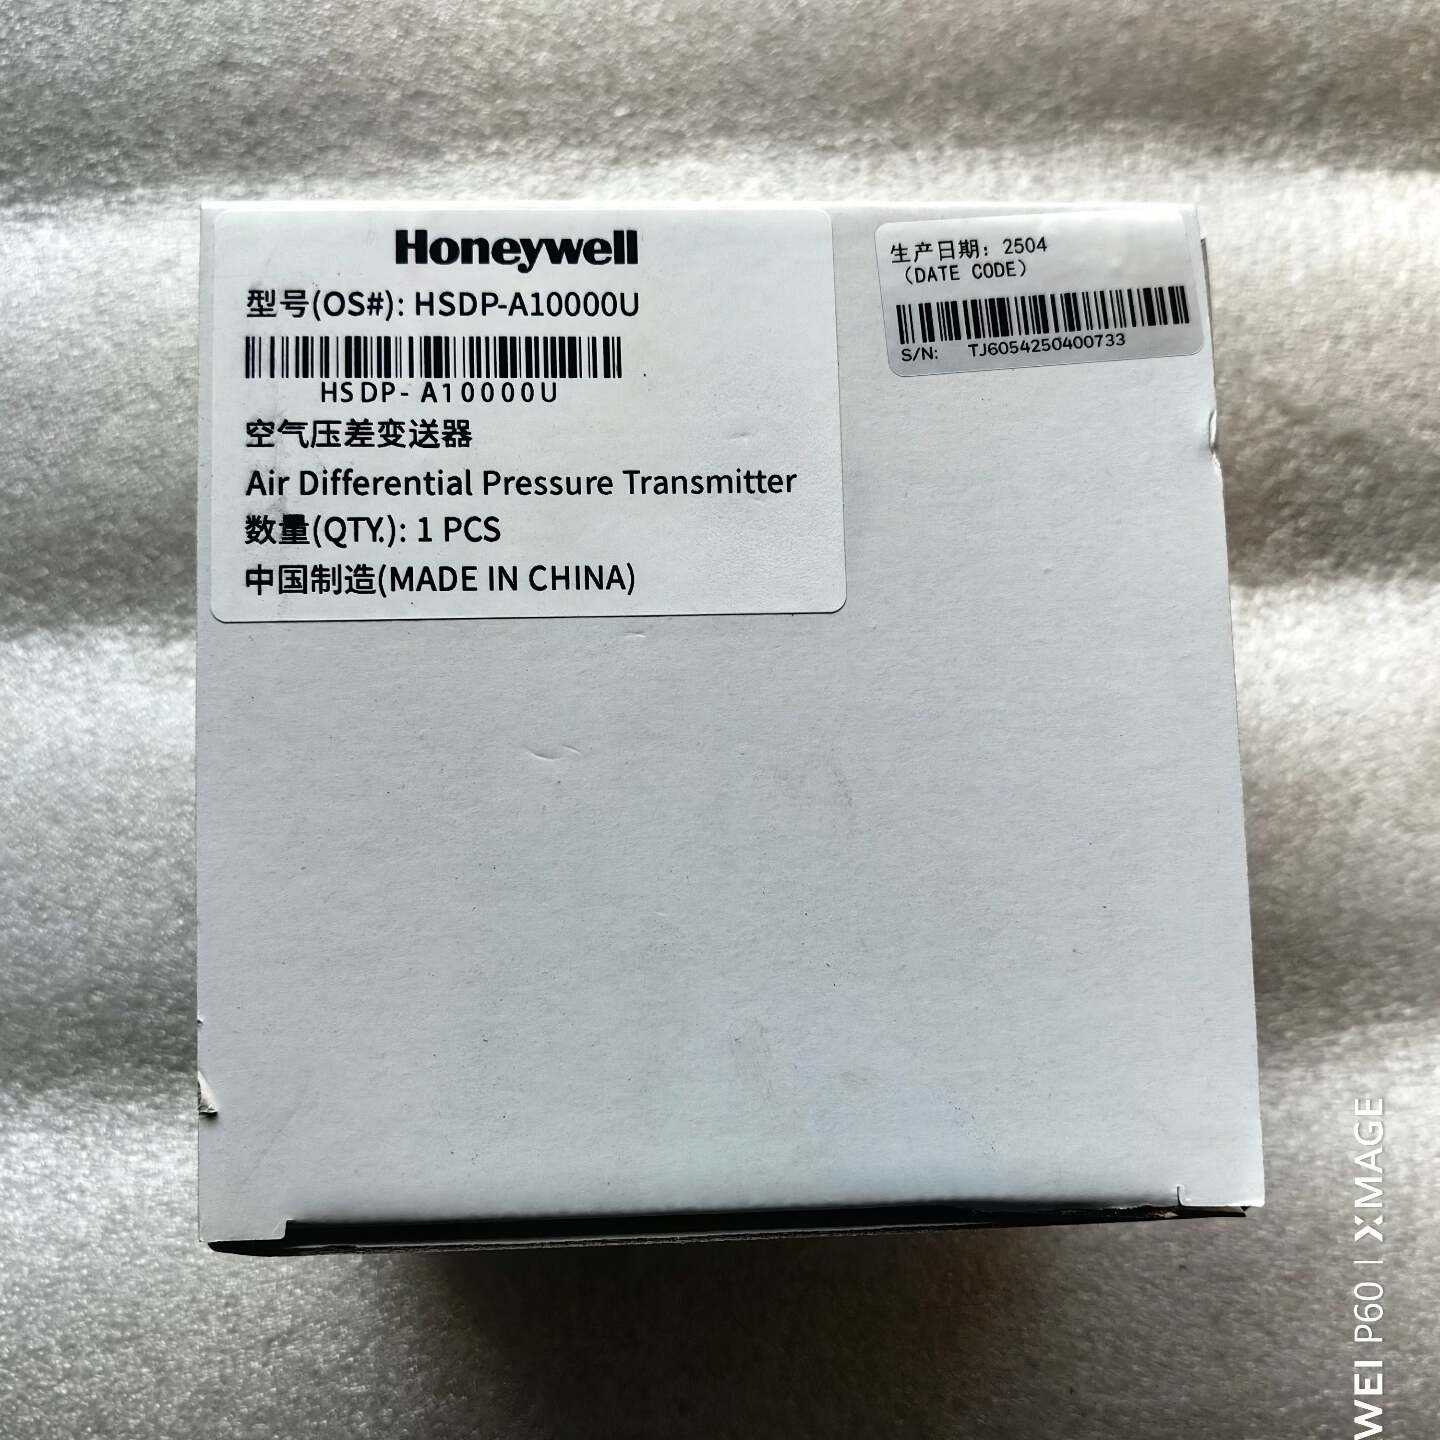 Honeywell
型号(OS#): HSDP-A10000U
HSDP-A10000U
空气压差变送器
Air Differential Pressure Transmitter
数量(QTY.): 1 PCS
中国制造(MADE IN CHINA)
生产日期: 2504
(DATE CODE)
S/N: TJ6054250400733
WEI P60 | XMAGE